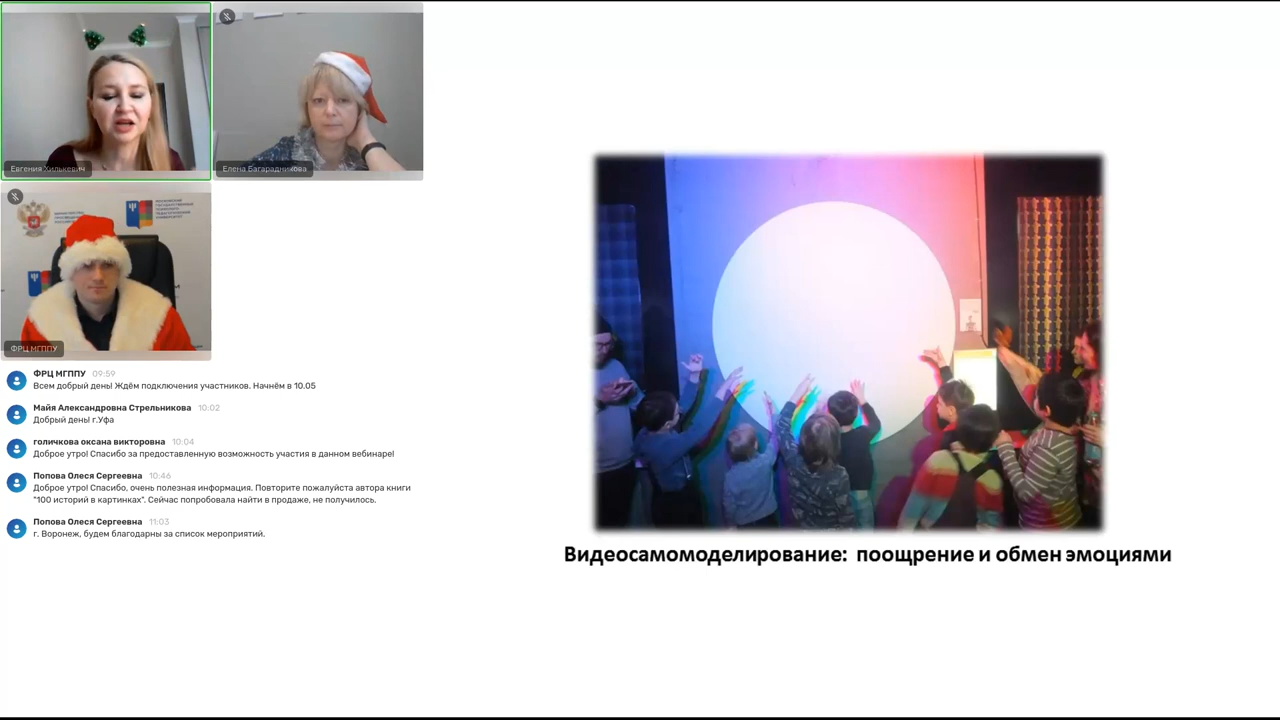 Евгения Хилькевич
Елена Багарадникова
ФРЦ МГППУ
ФРЦ МГППУ 09:59
Всем добрый день! Ждём подключения участников. Начнём в 10.05
Майя Александровна Стрельникова 10:02
Добрый день! г.Уфа
голичкова оксана викторовна 10:04
Доброе утро! Спасибо за предоставленную возможность участия в данном вебинаре!
Попова Олеся Сергеевна 10:46
Доброе утро! Спасибо, очень полезная информация. Повторите пожалуйста автора книги
"100 историй в картинках". Сейчас попробовала найти в продаже, не получилось.
Попова Олеся Сергеевна 11:03
г. Воронеж, будем благодарны за список мероприятий.
Видеосамомоделирование: поощрение и обмен эмоциями